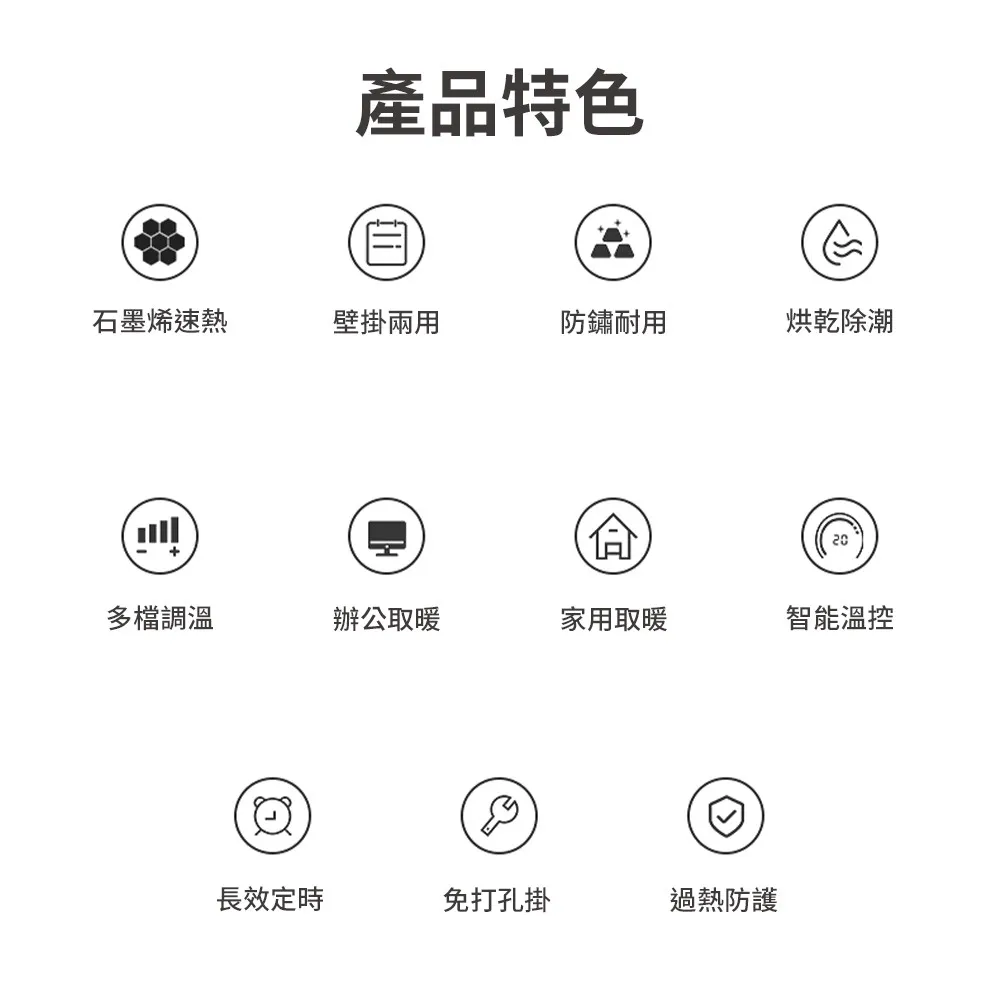 產品特色
石墨烯速熱
壁掛兩用
防鏽耐用
烘乾除潮
多檔調溫
辦公取暖
家用取暖
20
智能溫控
長效定時
免打孔掛
過熱防護